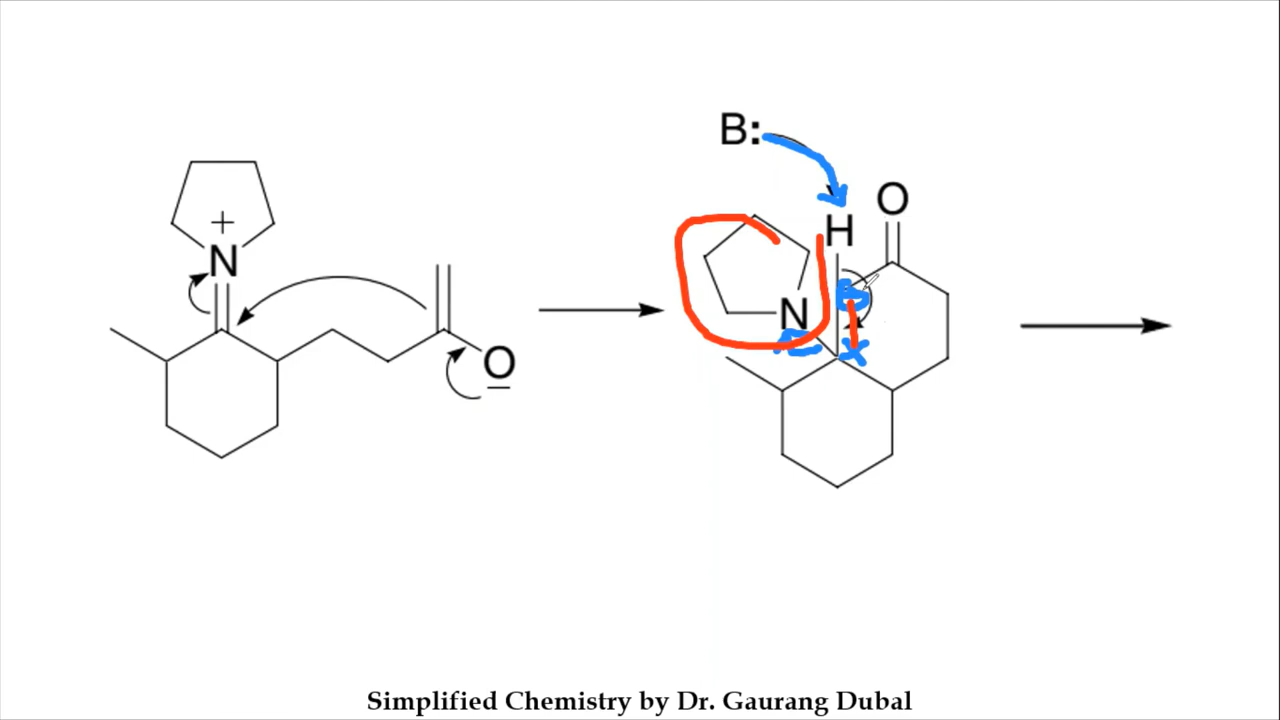 B:
H
O
+
N
N
O
–
x
Simplified Chemistry by Dr. Gaurang Dubal